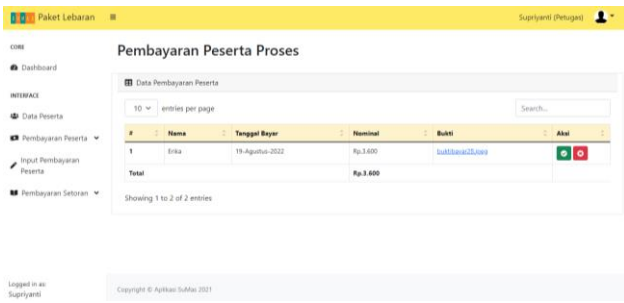 Paket Lebaran
Supriyanti (Petugas)
CORE
Dashboard
INTERFACE
Data Peserta
Pembayaran Peserta
Input Pembayaran
Peserta
Pembayaran Setoran
Logged in as:
Supriyanti
Pembayaran Peserta Proses
Data Pembayaran Peserta
10 entries per page
Search...
# Nama Tanggal Bayar Nominal Bukti Aksi
1 Erika 19-Agustus-2022 Rp.3.600 buktibayar20.jpeg
Total Rp.3.600
Showing 1 to 2 of 2 entries
Copyright © Aplikasi SuMas 2021